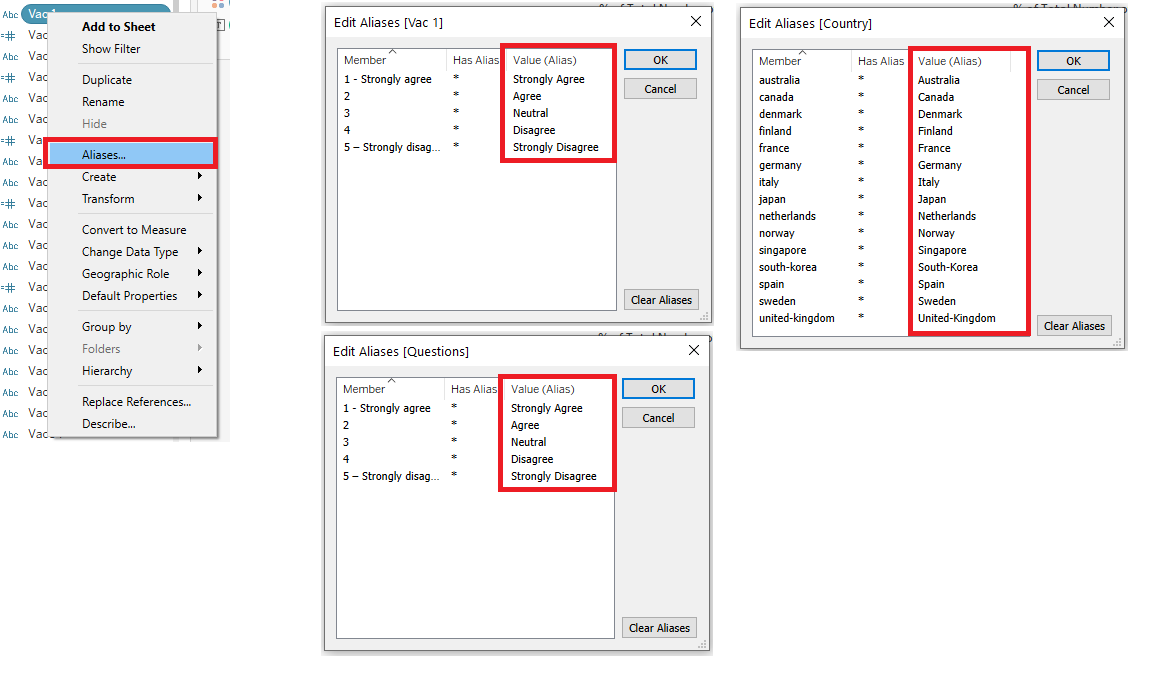 Abc Vac 1
=# Vac
Abc Vac
=# Vac
Abc Vac
Abc Vac
=# Vac
Abc Vac
Abc Vac
=# Vac
Abc Vac
Abc Vac
Abc Vac
=# Vac
Abc Vac
Abc Vac
Abc Vac
Abc Vac
Abc Vac
Abc Vac
Abc
Add to Sheet
Show Filter
Duplicate
Rename
Hide
Aliases...
Create
Transform
Convert to Measure
Change Data Type
Geographic Role
Default Properties
Group by
Folders
Hierarchy
Replace References...
Describe...
Edit Aliases [Vac 1]
Member Has Alias Value (Alias)
1 - Strongly agree * Strongly Agree
2 * Agree
3 * Neutral
4 * Disagree
5 – Strongly disag... * Strongly Disagree
OK
Cancel
Clear Aliases
Edit Aliases [Country]
Member Has Alias Value (Alias)
australia * Australia
canada * Canada
denmark * Denmark
finland * Finland
france * France
germany * Germany
italy * Italy
japan * Japan
netherlands * Netherlands
norway * Norway
singapore * Singapore
south-korea * South-Korea
spain * Spain
sweden * Sweden
united-kingdom * United-Kingdom
OK
Cancel
Clear Aliases
Edit Aliases [Questions]
Member Has Alias Value (Alias)
1 - Strongly agree * Strongly Agree
2 * Agree
3 * Neutral
4 * Disagree
5 – Strongly disag... * Strongly Disagree
OK
Cancel
Clear Aliases